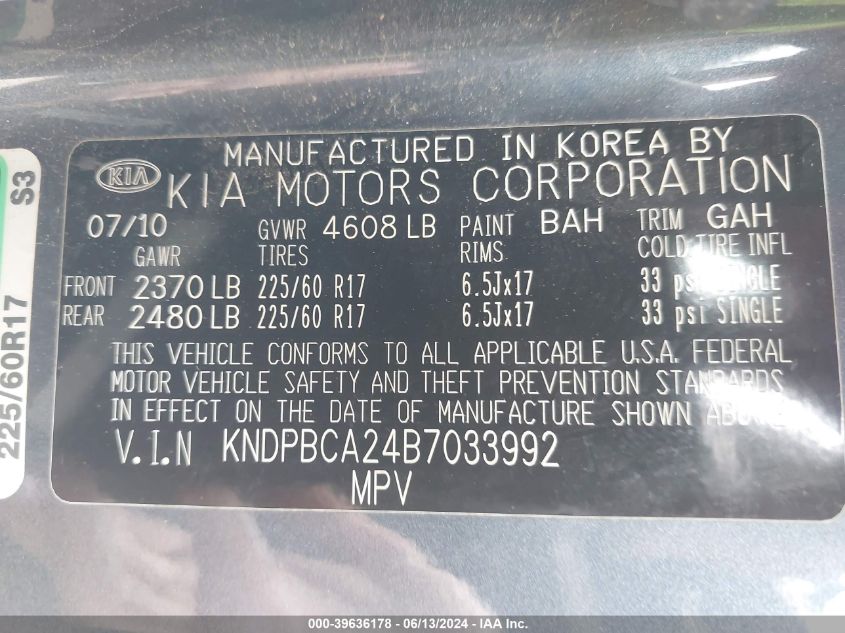 MANUFACTURED IN KOREA BY
KIA KIA MOTORS CORPORATION
07/10 GVWR 4608 LB PAINT BAH TRIM GAH
GAWR TIRES RIMS COLD TIRE INFL
FRONT 2370 LB 225/60 R17 6.5Jx17 33 psi SINGLE
REAR 2480 LB 225/60 R17 6.5Jx17 33 psi SINGLE
THIS VEHICLE CONFORMS TO ALL APPLICABLE U.S.A. FEDERAL
MOTOR VEHICLE SAFETY AND THEFT PREVENTION STANDARDS
IN EFFECT ON THE DATE OF MANUFACTURE SHOWN ABOVE
V.I.N KNDPBCA24B7033992
MPV
225/60R17 S3
000-39636178 - 06/13/2024 - IAAI.com